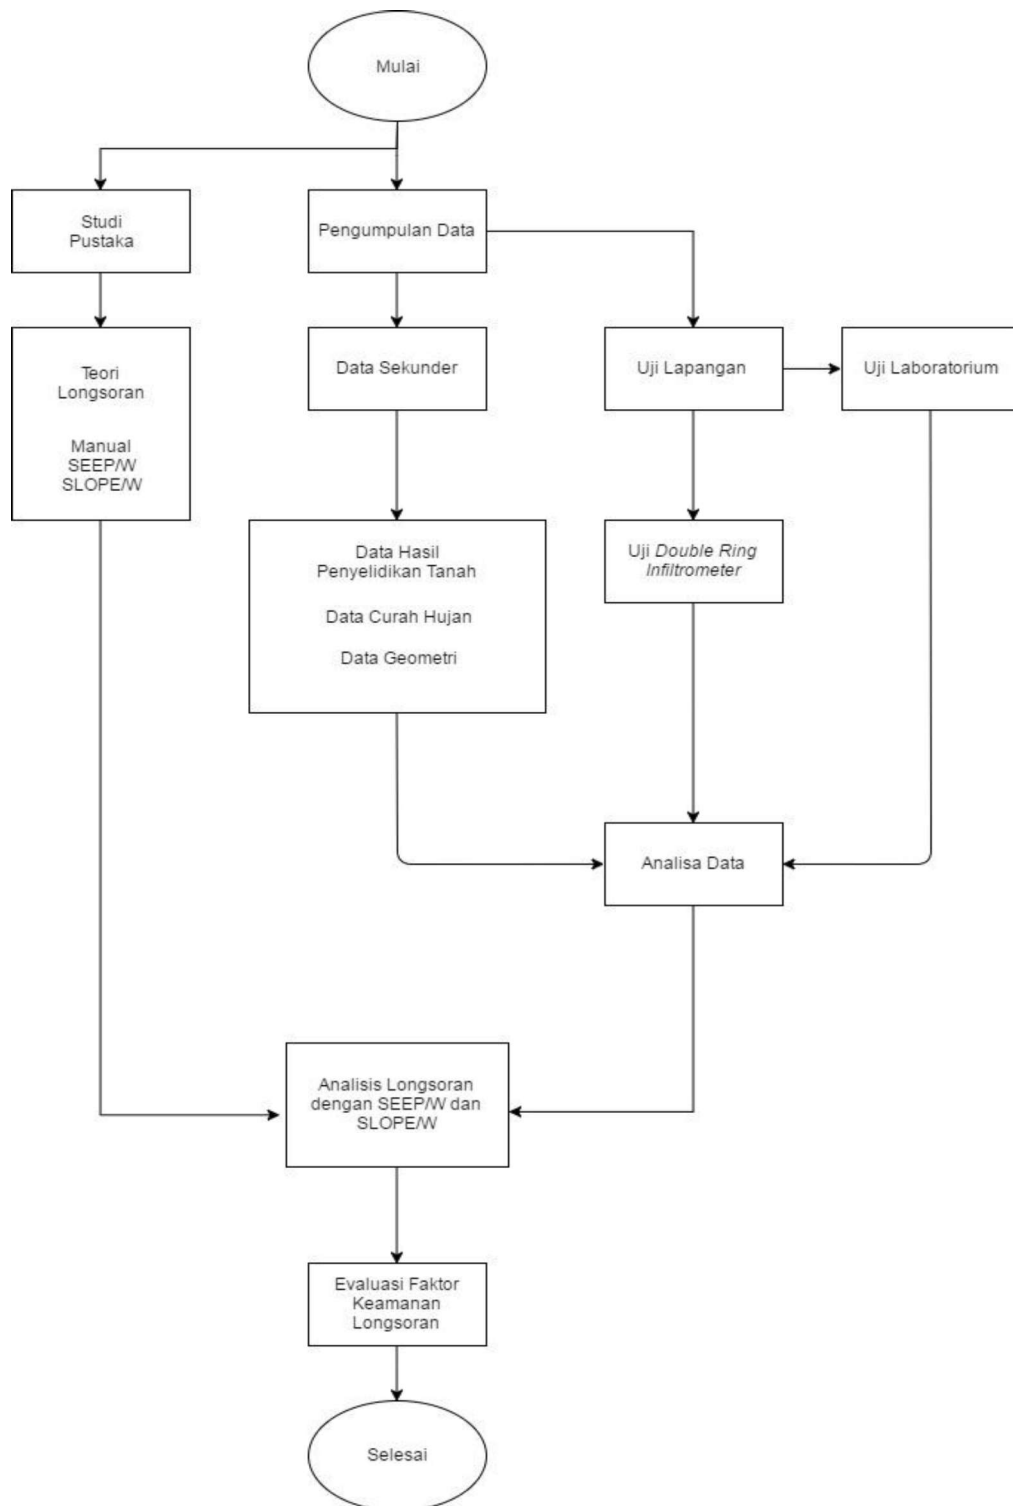 Mulai
Studi
Pustaka
Pengumpulan Data
Teori
Longsoran
Manual
SEEP/W
SLOPE/W
Data Sekunder
Uji Lapangan
Uji Laboratorium
Data Hasil
Penyelidikan Tanah
Data Curah Hujan
Data Geometri
Uji Double Ring
Infiltrometer
Analisa Data
Analisis Longsoran
dengan SEEP/W dan
SLOPE/W
Evaluasi Faktor
Keamanan
Longsoran
Selesai